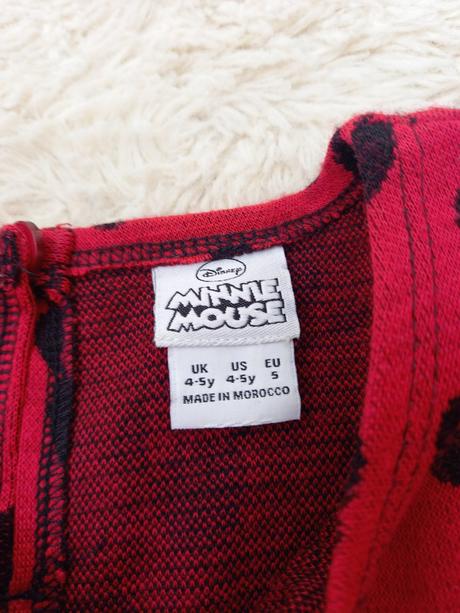 Disney
MINNIE
MOUSE
UK US EU
4-5y 4-5y 5
MADE IN MOROCCO